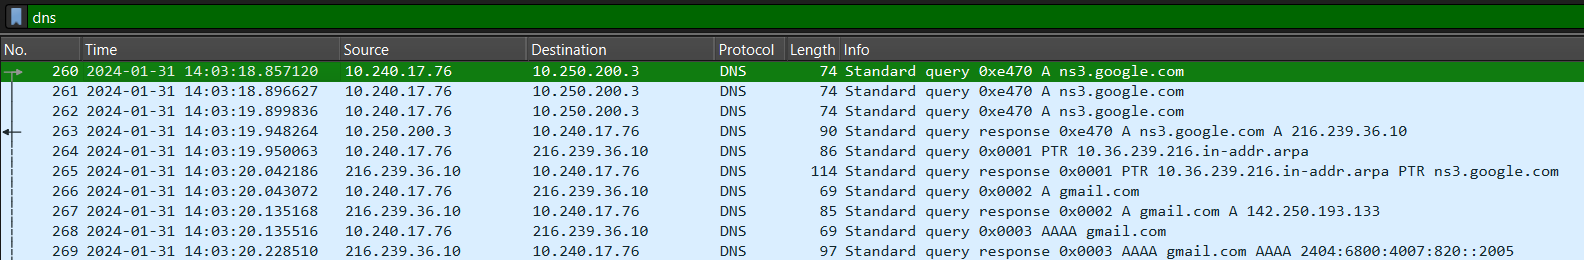 dns
No. Time Source Destination Protocol Length Info
260 2024-01-31 14:03:18.857120 10.240.17.76 10.250.200.3 DNS 74 Standard query 0xe470 A ns3.google.com
261 2024-01-31 14:03:18.896627 10.240.17.76 10.250.200.3 DNS 74 Standard query 0xe470 A ns3.google.com
262 2024-01-31 14:03:19.899836 10.240.17.76 10.250.200.3 DNS 74 Standard query 0xe470 A ns3.google.com
263 2024-01-31 14:03:19.948264 10.250.200.3 10.240.17.76 DNS 90 Standard query response 0xe470 A ns3.google.com A 216.239.36.10
264 2024-01-31 14:03:19.950063 10.240.17.76 216.239.36.10 DNS 86 Standard query 0x0001 PTR 10.36.239.216.in-addr.arpa
265 2024-01-31 14:03:20.042186 216.239.36.10 10.240.17.76 DNS 114 Standard query response 0x0001 PTR 10.36.239.216.in-addr.arpa PTR ns3.google.com
266 2024-01-31 14:03:20.043072 10.240.17.76 216.239.36.10 DNS 69 Standard query 0x0002 A gmail.com
267 2024-01-31 14:03:20.135168 216.239.36.10 10.240.17.76 DNS 85 Standard query response 0x0002 A gmail.com A 142.250.193.133
268 2024-01-31 14:03:20.135516 10.240.17.76 216.239.36.10 DNS 69 Standard query 0x0003 AAAA gmail.com
269 2024-01-31 14:03:20.228510 216.239.36.10 10.240.17.76 DNS 97 Standard query response 0x0003 AAAA gmail.com AAAA 2404:6800:4007:820::2005